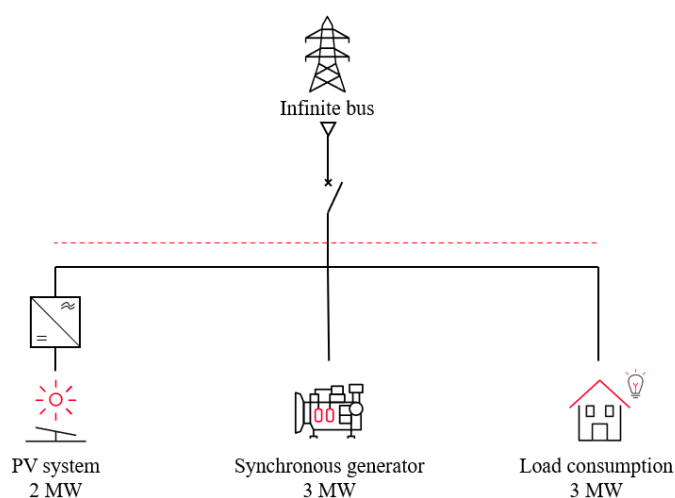 Infinite bus
PV system
2 MW
Synchronous generator
3 MW
Load consumption
3 MW